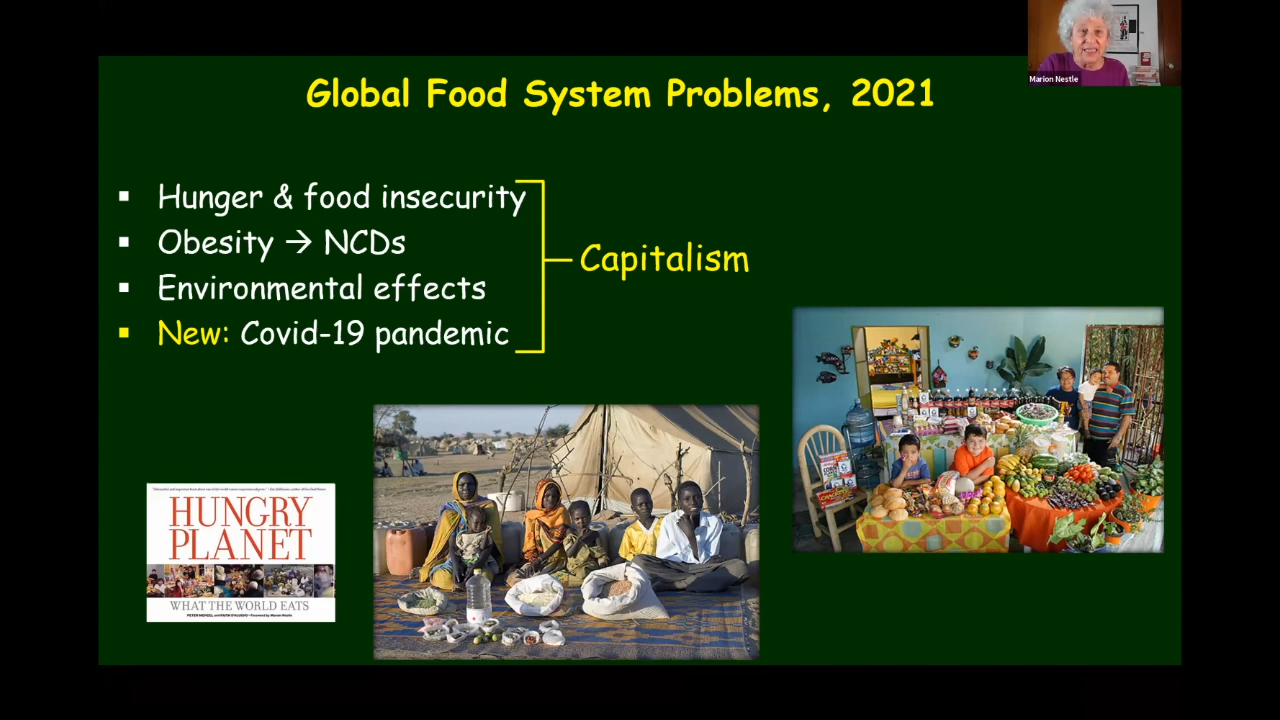 Marion Nestle
Global Food System Problems, 2021
▪ Hunger & food insecurity
▪ Obesity → NCDs
▪ Environmental effects
▪ New: Covid-19 pandemic
Capitalism
HUNGRY
PLANET
WHAT THE WORLD EATS